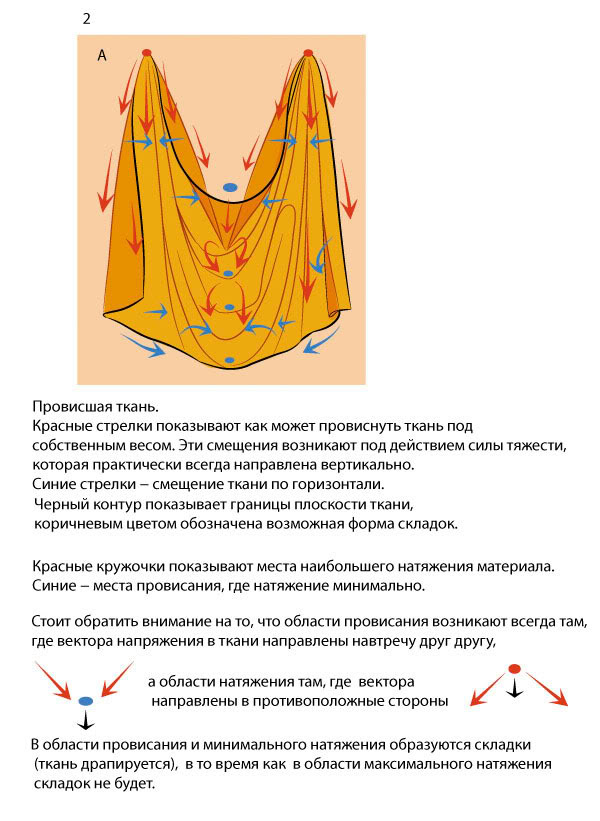 2
A
Провисшая ткань.
Красные стрелки показывают как может провиснуть ткань под
собственным весом. Эти смещения возникают под действием силы тяжести,
которая практически всегда направлена вертикально.
Синие стрелки – смещение ткани по горизонтали.
Черный контур показывает границы плоскости ткани,
коричневым цветом обозначена возможная форма складок.
Красные кружочки показывают места наибольшего натяжения материала.
Синие – места провисания, где натяжение минимально.
Стоит обратить внимание на то, что области провисания возникают всегда там,
где вектора напряжения в ткани направлены навтречу друг другу,
а области натяжения там, где вектора
направлены в противоположные стороны
В области провисания и минимального натяжения образуются складки
(ткань драпируется), в то время как в области максимального натяжения
складок не будет.